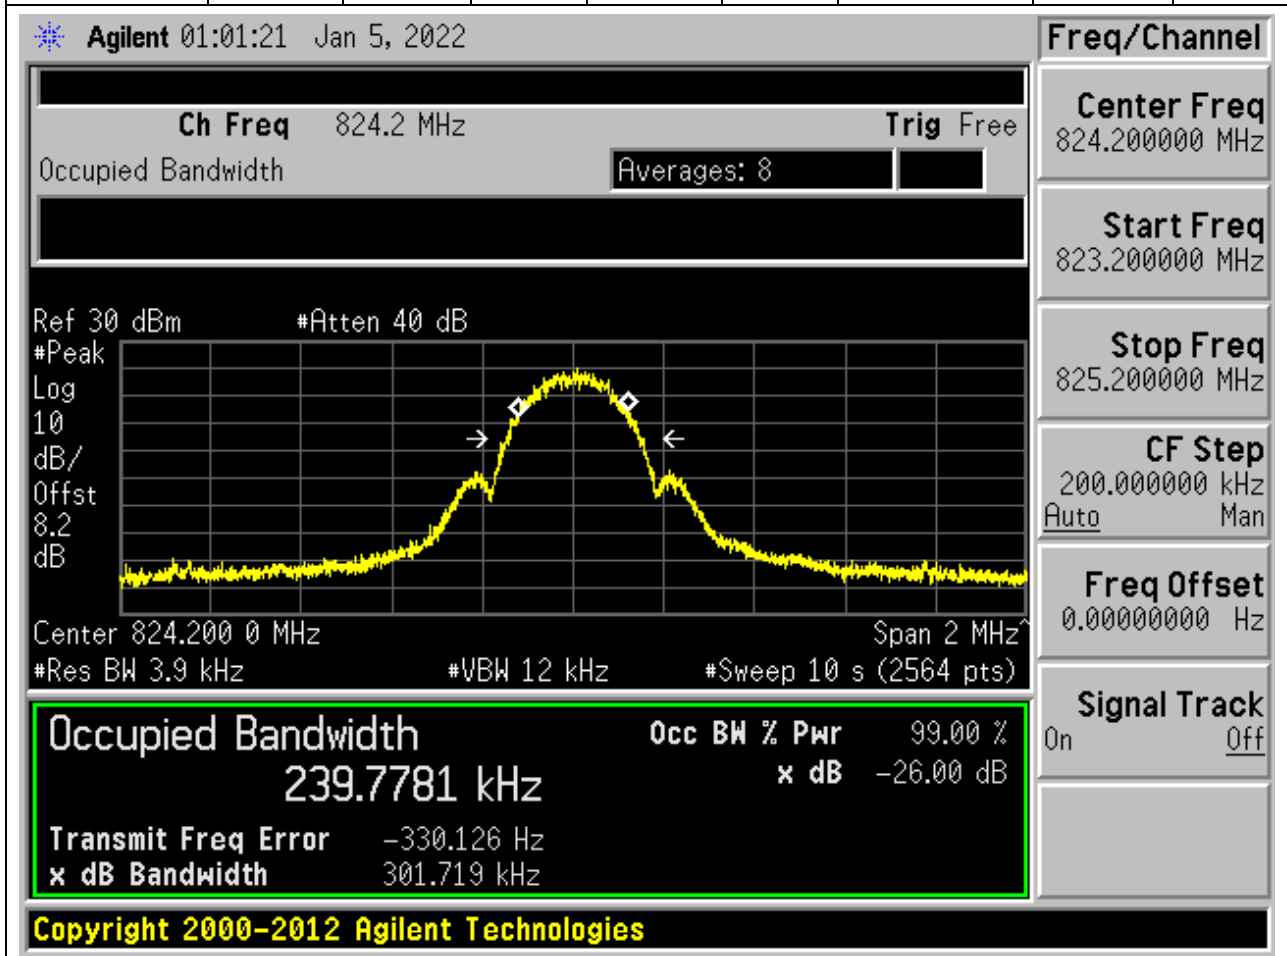 Agilent 01:01:21 Jan 5, 2022
Freq/Channel
Ch Freq 824.2 MHz Trig Free
Occupied Bandwidth Averages: 8
Ref 30 dBm #Atten 40 dB
#Peak
Log
10
dB/
Offst
8.2
dB
Center 824.200 0 MHz Span 2 MHz^
#Res BW 3.9 kHz #VBW 12 kHz #Sweep 10 s (2564 pts)
Occupied Bandwidth
239.7781 kHz
Occ BW % Pwr 99.00 %
x dB -26.00 dB
Transmit Freq Error -330.126 Hz
x dB Bandwidth 301.719 kHz
Copyright 2000-2012 Agilent Technologies
Center Freq
824.200000 MHz
Start Freq
823.200000 MHz
Stop Freq
825.200000 MHz
CF Step
200.000000 kHz
Auto Man
Freq Offset
0.00000000 Hz
Signal Track
On Off